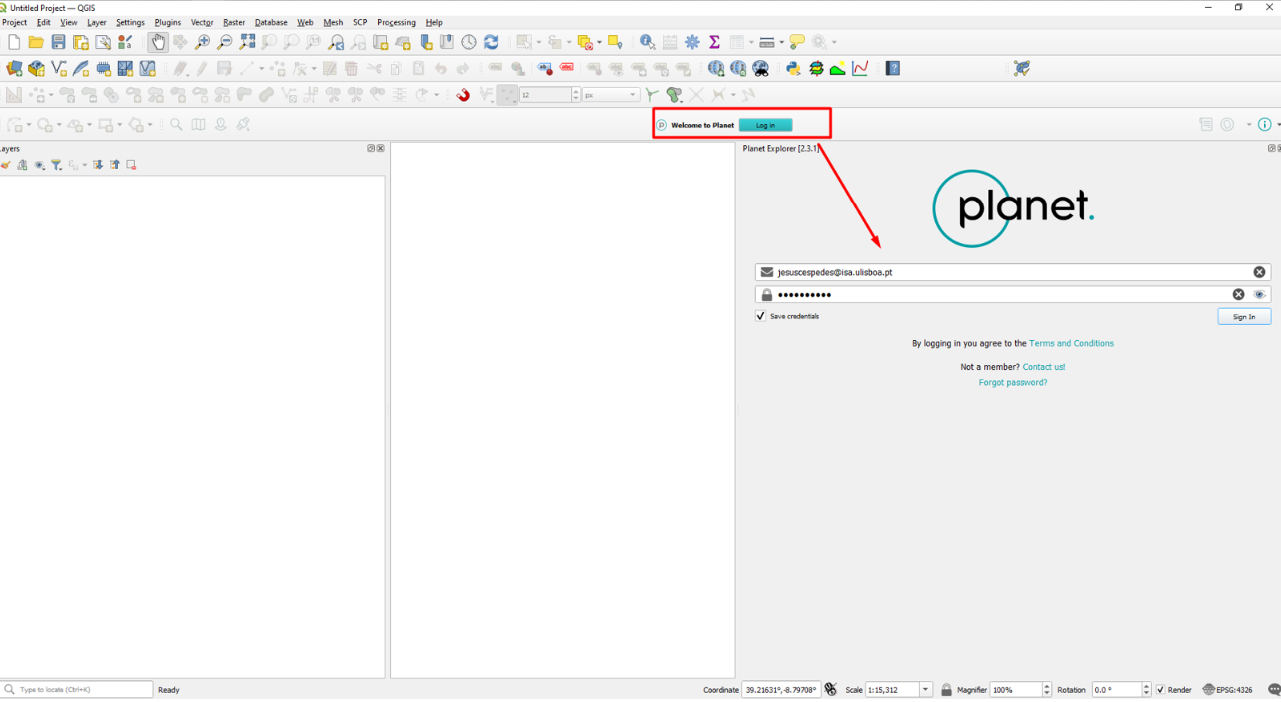 Untitled Project — QGIS
Project Edit View Layer Settings Plugins Vector Raster Database Web Mesh SCP Processing Help
12 px
Welcome to Planet Log in
ayers
Planet Explorer [2.3.1]
planet.
jesuscespedes@isa.ulisboa.pt
Save credentials
Sign In
By logging in you agree to the Terms and Conditions
Not a member? Contact us!
Forgot password?
Type to locate (Ctrl+K) Ready Coordinate 39.21631°,-8.79708° Scale 1:15,312 Magnifier 100% Rotation 0.0 ° Render EPSG:4326